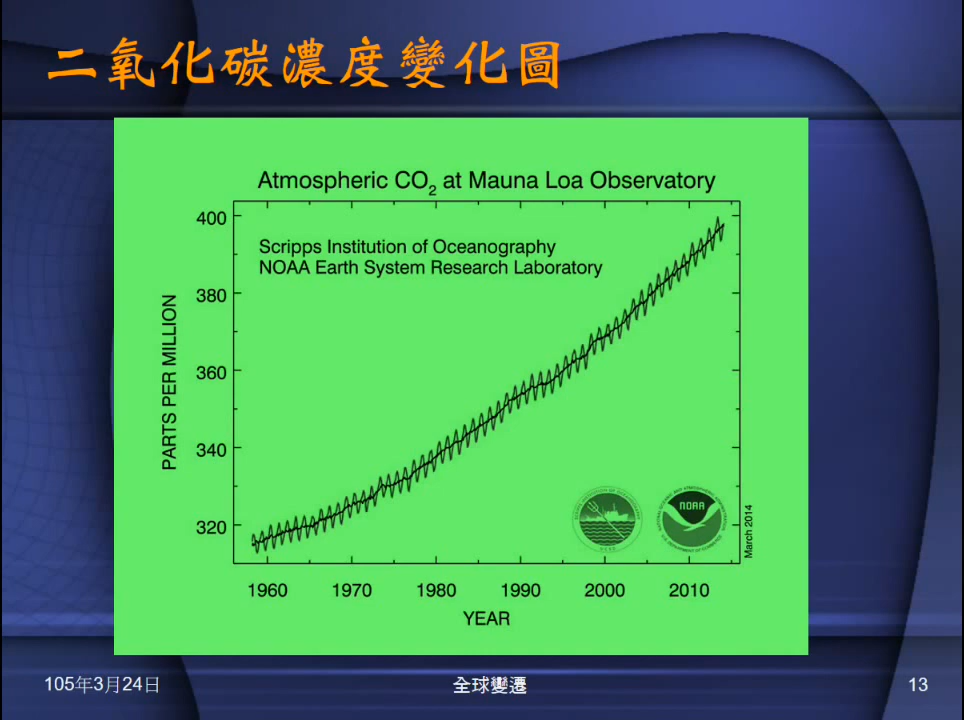 二氧化碳濃度變化圖
Atmospheric CO2 at Mauna Loa Observatory
Scripps Institution of Oceanography
NOAA Earth System Research Laboratory
PARTS PER MILLION
400
380
360
340
320
NOAA
March 2014
1960 1970 1980 1990 2000 2010
YEAR
105年3月24日 全球變遷 13